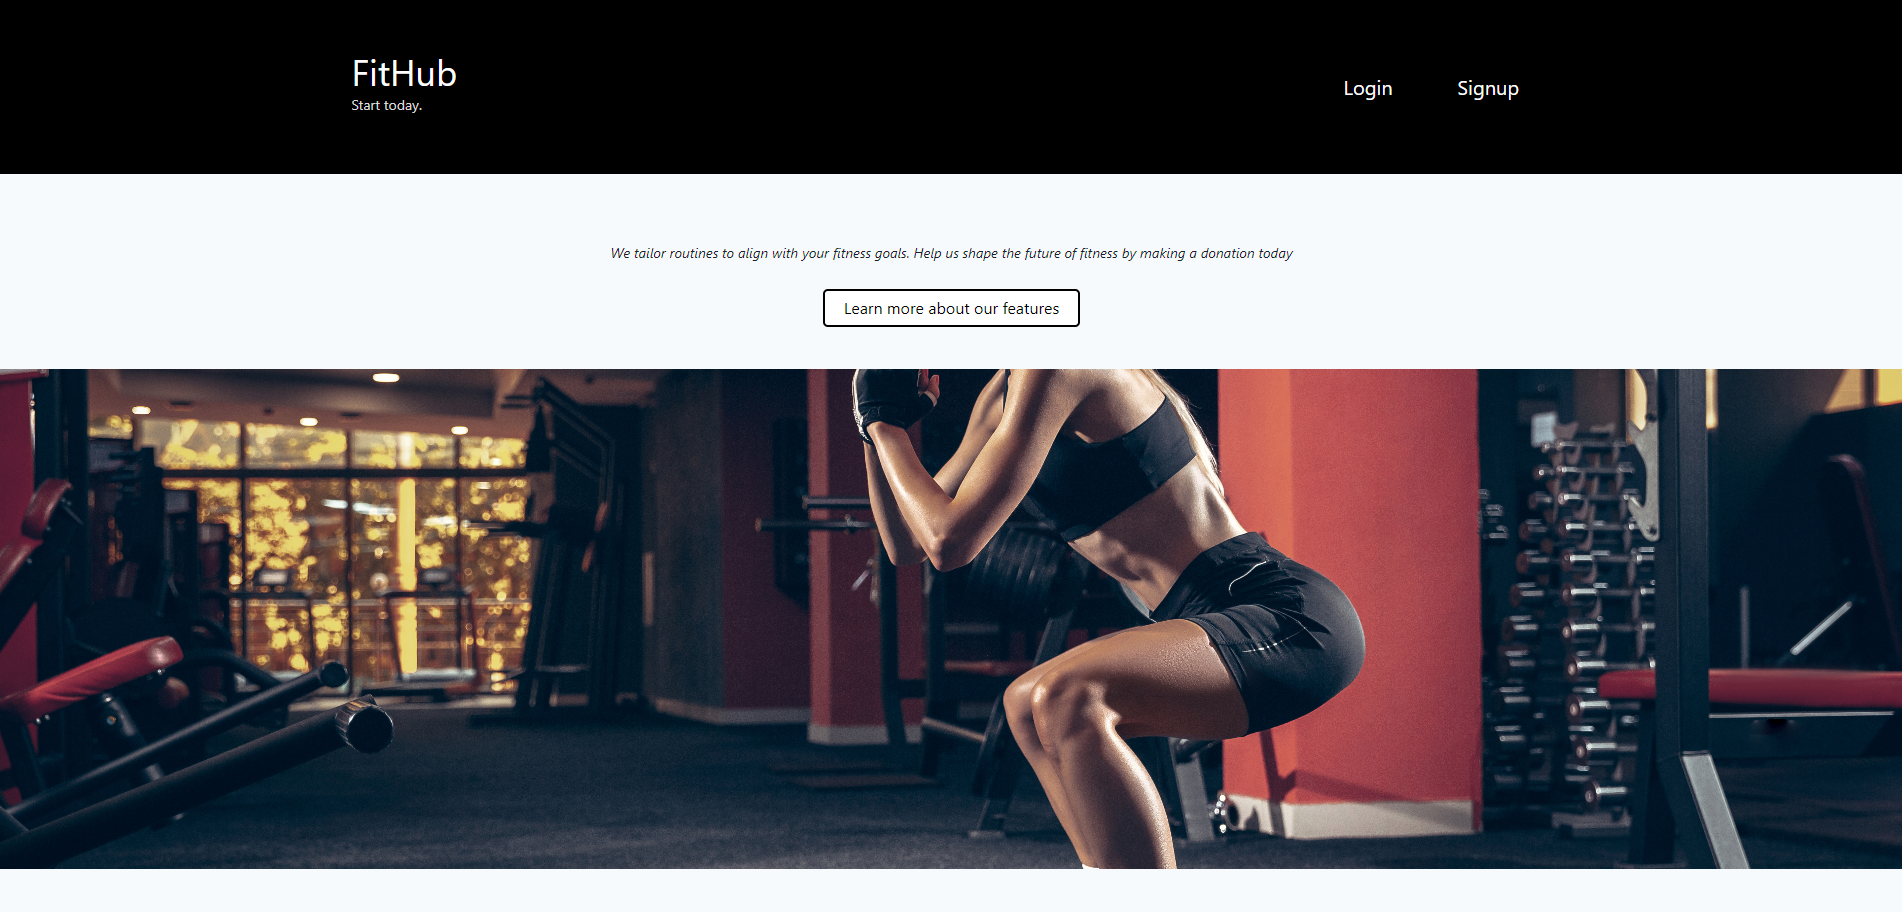 FitHub
Start today.
Login
Signup
We tailor routines to align with your fitness goals. Help us shape the future of fitness by making a donation today
Learn more about our features